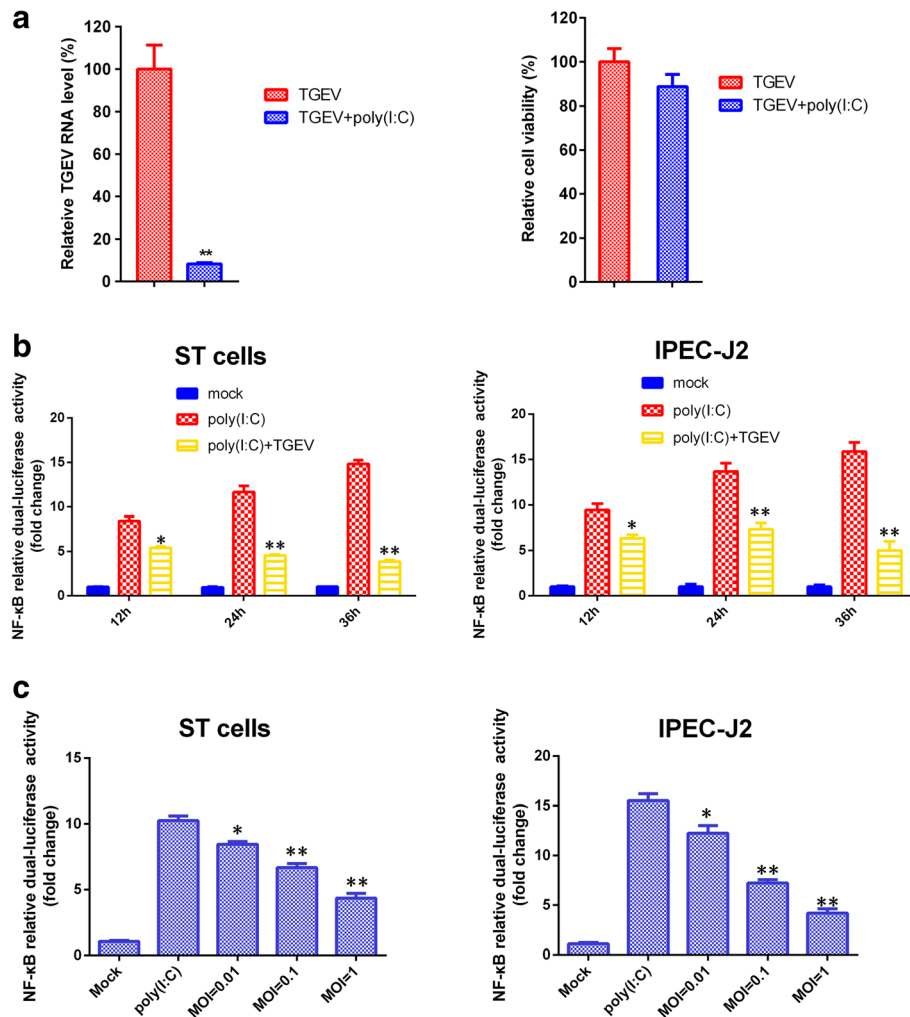 a
Relateive TGEV RNA level (%)
120
100
80
60
40
20
0
**
TGEV
TGEV+poly(I:C)
Relative cell viability (%)
120
100
80
60
40
20
0
TGEV
TGEV+poly(I:C)
b
ST cells
mock
poly(I:C)
poly(I:C)+TGEV
NF-κB relative dual-luciferase activity
(fold change)
20
15
10
5
0
*
**
**
12h
24h
36h
IPEC-J2
mock
poly(I:C)
poly(I:C)+TGEV
NF-κB relative dual-luciferase activity
(fold change)
20
15
10
5
0
*
**
**
12h
24h
36h
c
ST cells
NF-κB relative dual-luciferase activity
(fold change)
15
10
5
0
*
**
**
Mock
poly(I:C)
MOI=0.01
MOI=0.1
MOI=1
IPEC-J2
NF-κB relative dual-luciferase activity
(fold change)
20
15
10
5
0
*
**
**
Mock
poly(I:C)
MOI=0.01
MOI=0.1
MOI=1